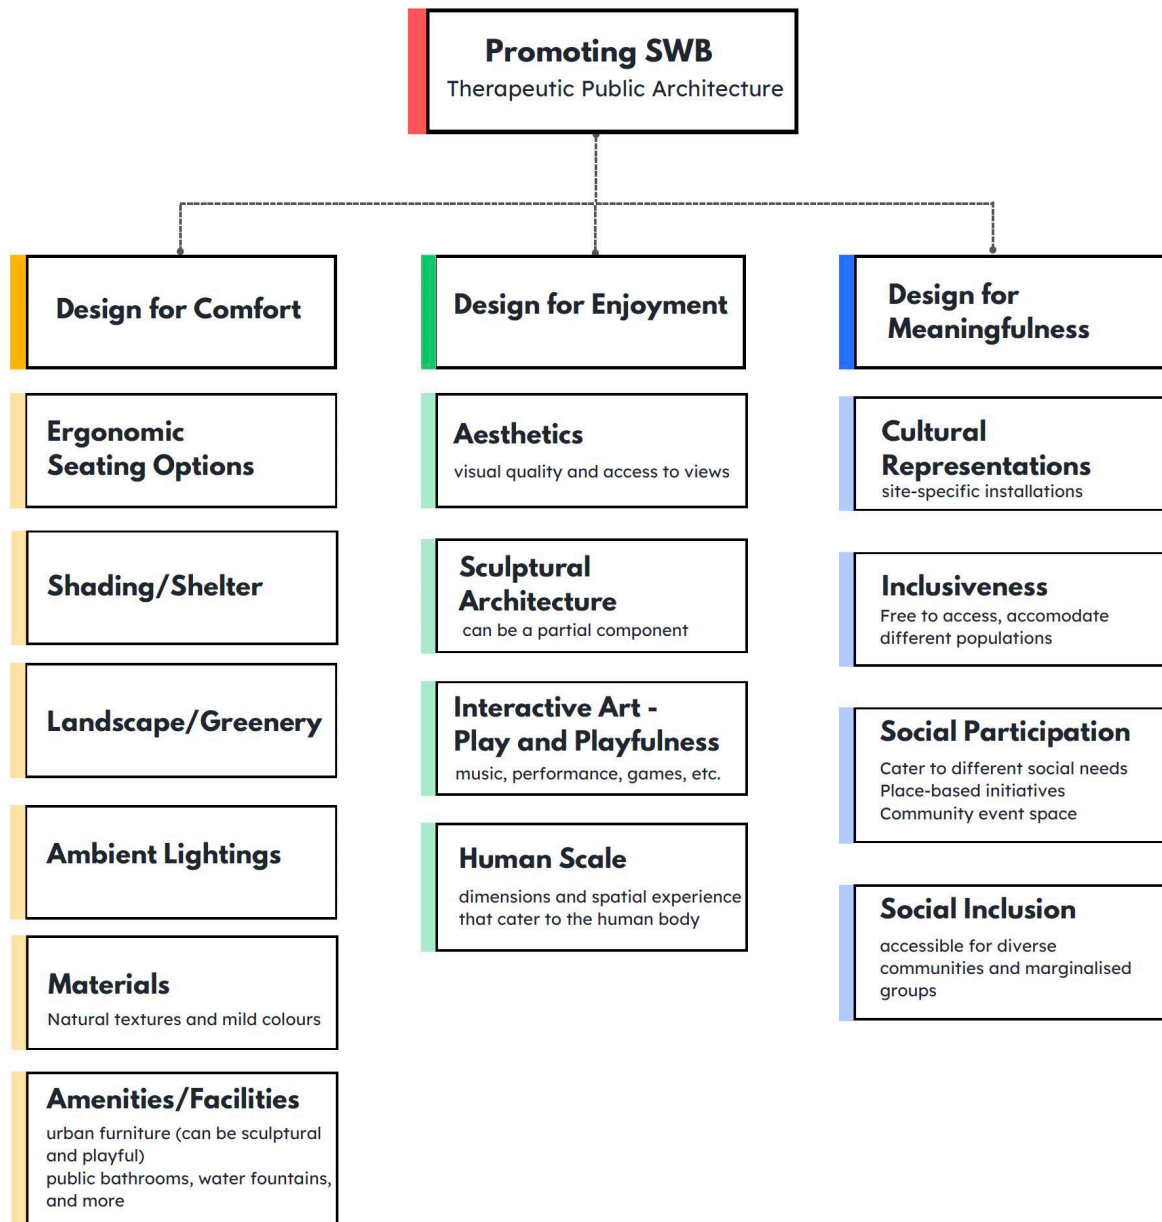 Promoting SWB
Therapeutic Public Architecture
Design for Comfort
Ergonomic
Seating Options
Shading/Shelter
Landscape/Greenery
Ambient Lightings
Materials
Natural textures and mild colours
Amenities/Facilities
urban furniture (can be sculptural
and playful)
public bathrooms, water fountains,
and more
Design for Enjoyment
Aesthetics
visual quality and access to views
Sculptural
Architecture
can be a partial component
Interactive Art -
Play and Playfulness
music, performance, games, etc.
Human Scale
dimensions and spatial experience
that cater to the human body
Design for
Meaningfulness
Cultural
Representations
site-specific installations
Inclusiveness
Free to access, accomodate
different populations
Social Participation
Cater to different social needs
Place-based initiatives
Community event space
Social Inclusion
accessible for diverse
communities and marginalised
groups